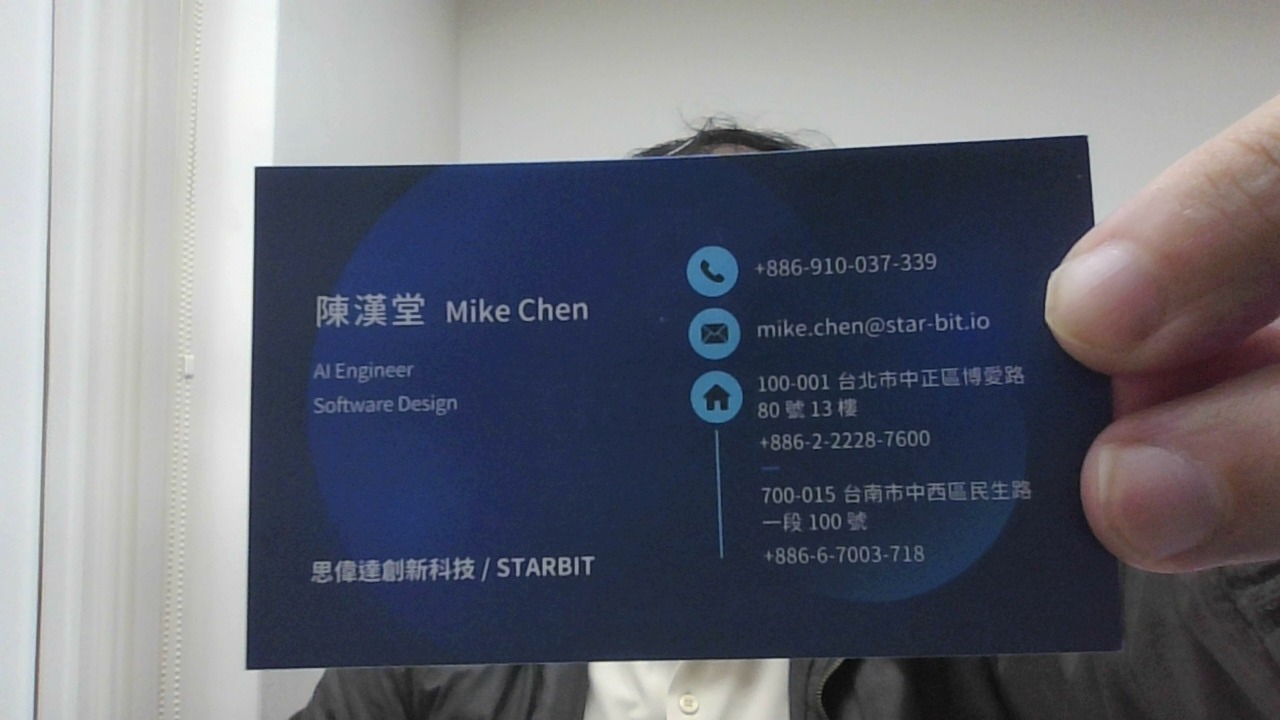 陳漢堂 Mike Chen
AI Engineer
Software Design
思偉達創新科技 / STARBIT
+886-910-037-339
mike.chen@star-bit.io
100-001 台北市中正區博愛路
80 號 13 樓
+886-2-2228-7600
700-015 台南市中西區民生路
一段 100 號
+886-6-7003-718